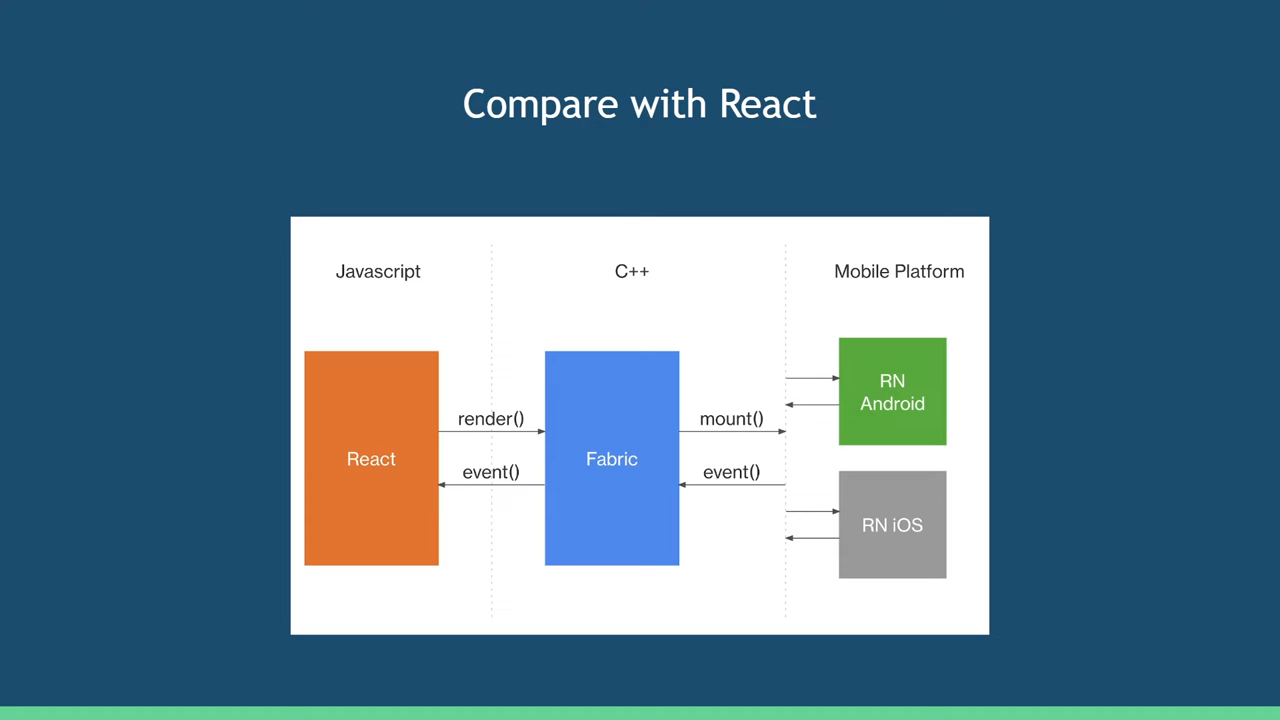 Compare with React
Javascript
C++
Mobile Platform
React
render()
event()
Fabric
mount()
event()
RN
Android
RN iOS